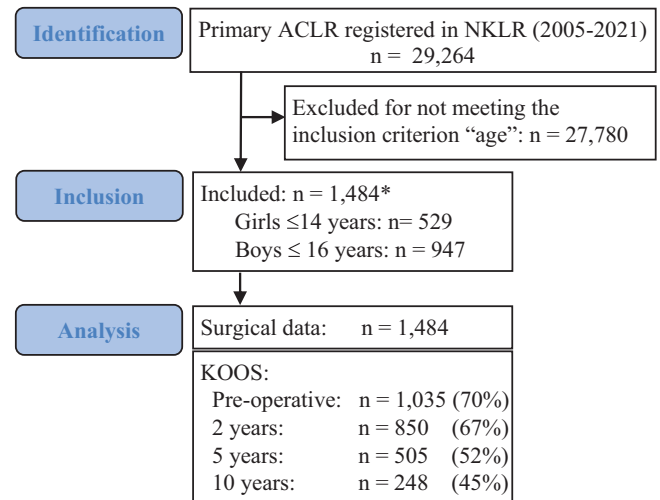 Identification
Primary ACLR registered in NKLR (2005-2021)
n = 29,264
Excluded for not meeting the
inclusion criterion “age”: n = 27,780
Inclusion
Included: n = 1,484*
Girls ≤14 years: n= 529
Boys ≤ 16 years: n = 947
Analysis
Surgical data: n = 1,484
KOOS:
Pre-operative: n = 1,035 (70%)
2 years: n = 850 (67%)
5 years: n = 505 (52%)
10 years: n = 248 (45%)